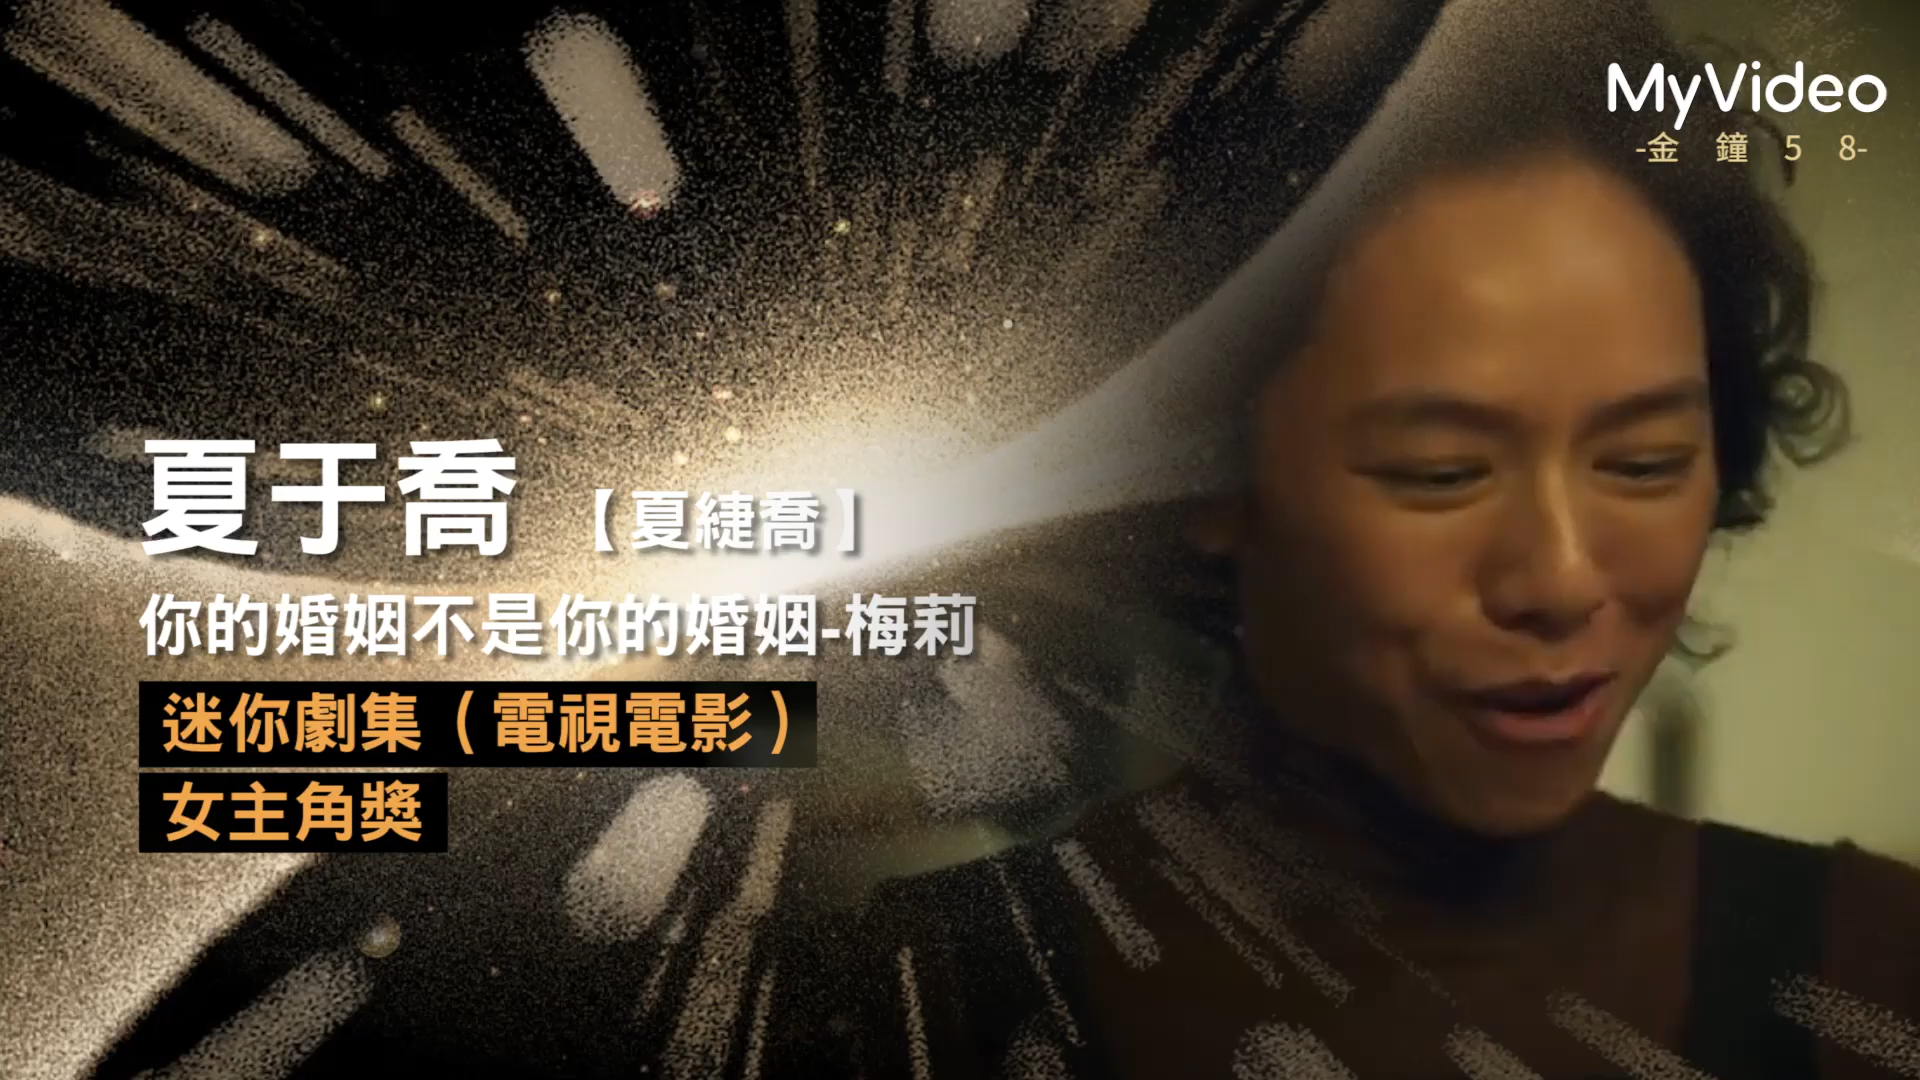 MyVideo
-金鐘58-
夏于喬【夏緁喬】
你的婚姻不是你的婚姻-梅莉
迷你劇集（電視電影）
女主角獎